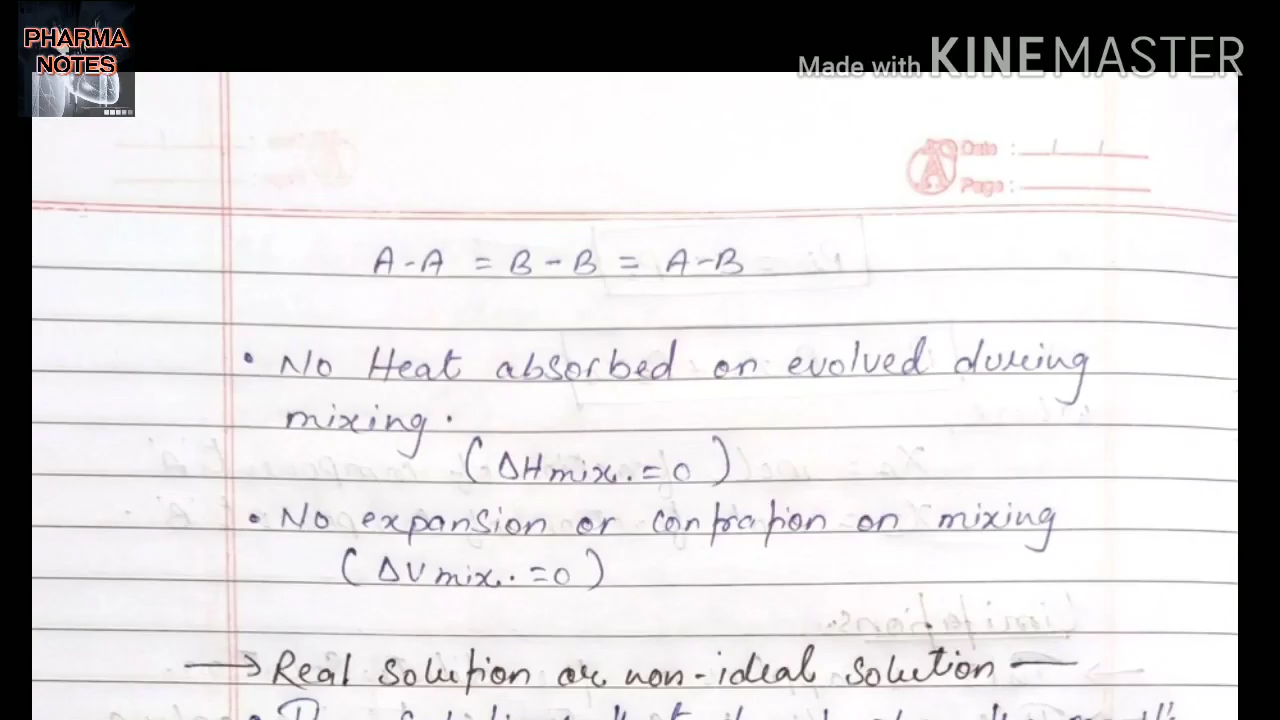 PHARMA
NOTES
Made with KINEMASTER
Date :
Page :
A-A = B-B = A-B
• No Heat absorbed or evolved during
mixing.
(ΔHmix. = 0)
• No expansion or contration on mixing
(ΔVmix. = 0)
→ Real solution or non-ideal solution —